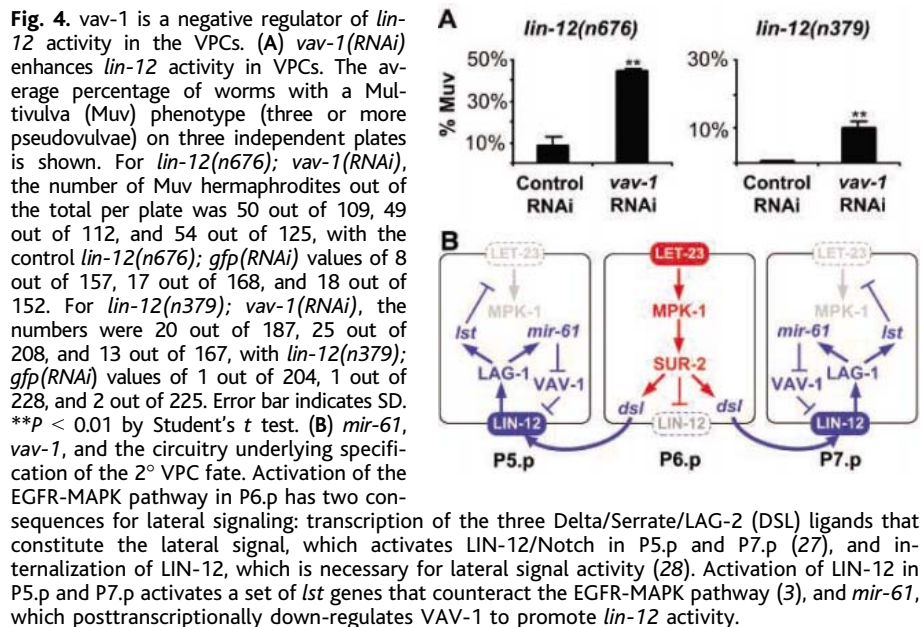 Fig. 4. vav-1 is a negative regulator of lin-
12 activity in the VPCs. (A) vav-1(RNAi)
enhances lin-12 activity in VPCs. The av-
erage percentage of worms with a Mul-
tivulva (Muv) phenotype (three or more
pseudovulvae) on three independent plates
is shown. For lin-12(n676); vav-1(RNAi),
the number of Muv hermaphrodites out of
the total per plate was 50 out of 109, 49
out of 112, and 54 out of 125, with the
control lin-12(n676); gfp(RNAi) values of 8
out of 157, 17 out of 168, and 18 out of
152. For lin-12(n379); vav-1(RNAi), the
numbers were 20 out of 187, 25 out of
208, and 13 out of 167, with lin-12(n379);
gfp(RNAi) values of 1 out of 204, 1 out of
228, and 2 out of 225. Error bar indicates SD.
**P < 0.01 by Student's t test. (B) mir-61,
vav-1, and the circuitry underlying specifi-
cation of the 2° VPC fate. Activation of the
EGFR-MAPK pathway in P6.p has two con-
sequences for lateral signaling: transcription of the three Delta/Serrate/LAG-2 (DSL) ligands that
constitute the lateral signal, which activates LIN-12/Notch in P5.p and P7.p (27), and in-
ternalization of LIN-12, which is necessary for lateral signal activity (28). Activation of LIN-12 in
P5.p and P7.p activates a set of lst genes that counteract the EGFR-MAPK pathway (3), and mir-61,
which posttranscriptionally down-regulates VAV-1 to promote lin-12 activity.
A
lin-12(n676)
% Muv
50%
30%
10%
**
Control RNAi
vav-1 RNAi
lin-12(n379)
30%
10%
**
Control RNAi
vav-1 RNAi
B
LET-23
MPK-1
lst
mir-61
LAG-1
VAV-1
LIN-12
P5.p
LET-23
MPK-1
SUR-2
dsl
dsl
LIN-12
P6.p
LET-23
MPK-1
mir-61
lst
VAV-1
LAG-1
LIN-12
P7.p